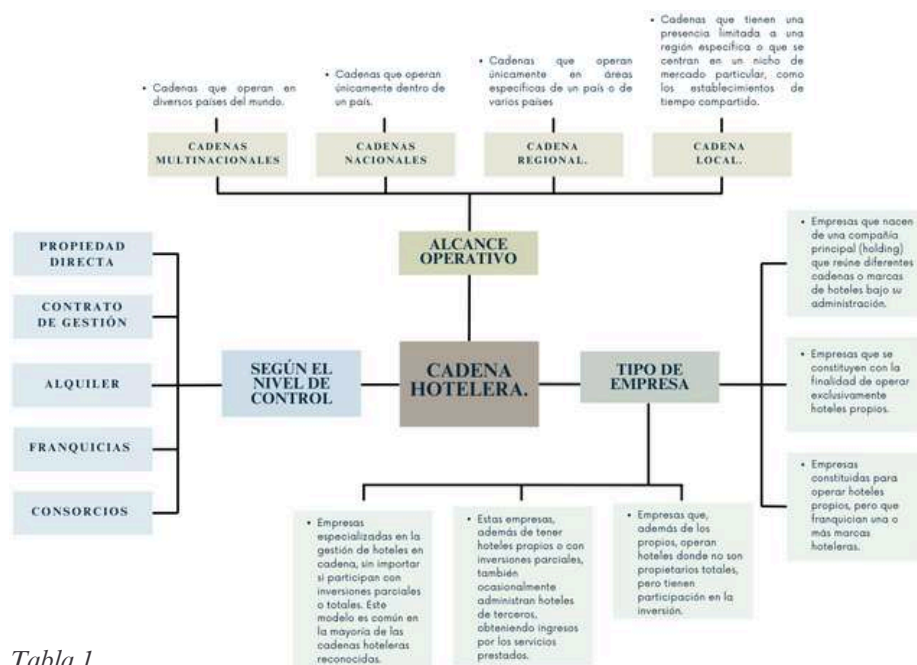 • Cadenas que operan en
diversos países del mundo.
• Cadenas que operan
únicamente dentro de
un país.
• Cadenas que operan
únicamente en áreas
específicas de un país o de
varios países
• Cadenas que tienen una
presencia limitada a una
región específica o que se
centran en un nicho de
mercado particular, como
los establecimientos de
tiempo compartido.
CADENAS
MULTINACIONALES
CADENAS
NACIONALES
CADENA
REGIONAL.
CADENA
LOCAL.
ALCANCE
OPERATIVO
PROPIEDAD
DIRECTA
CONTRATO
DE GESTIÓN
ALQUILER
FRANQUICIAS
CONSORCIOS
SEGÚN EL
NIVEL DE
CONTROL
CADENA
HOTELERA.
TIPO DE
EMPRESA
• Empresas que nacen
de una compañía
principal (holding)
que reúne diferentes
cadenas o marcas
de hoteles bajo su
administración.
• Empresas que se
constituyen con la
finalidad de operar
exclusivamente
hoteles propios.
• Empresas
constituidas para
operar hoteles
propios, pero que
franquician una o
más marcas
hoteleras.
• Empresas
especializadas en la
gestión de hoteles en
cadena, sin importar
si participan con
inversiones parciales
o totales. Este
modelo es común en
la mayoría de las
cadenas hoteleras
reconocidas.
• Estas empresas,
además de tener
hoteles propios o con
inversiones parciales,
también
ocasionalmente
administran hoteles
de terceros,
obteniendo ingresos
por los servicios
prestados.
• Empresas que,
además de los
propios, operan
hoteles donde no son
propietarios totales,
pero tienen
participación en la
inversión.
Tabla 1